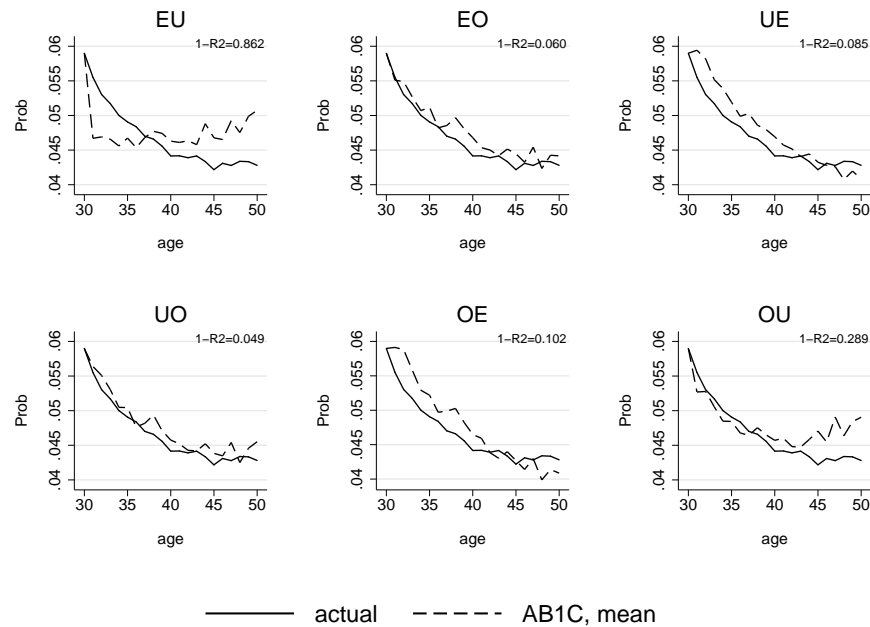 EU
1−R2=0.862
Prob
.04 .045 .05 .055 .06
30 35 40 45 50
age
EO
1−R2=0.060
Prob
.04 .045 .05 .055 .06
30 35 40 45 50
age
UE
1−R2=0.085
Prob
.04 .045 .05 .055 .06
30 35 40 45 50
age
UO
1−R2=0.049
Prob
.04 .045 .05 .055 .06
30 35 40 45 50
age
OE
1−R2=0.102
Prob
.04 .045 .05 .055 .06
30 35 40 45 50
age
OU
1−R2=0.289
Prob
.04 .045 .05 .055 .06
30 35 40 45 50
age
actual AB1C, mean